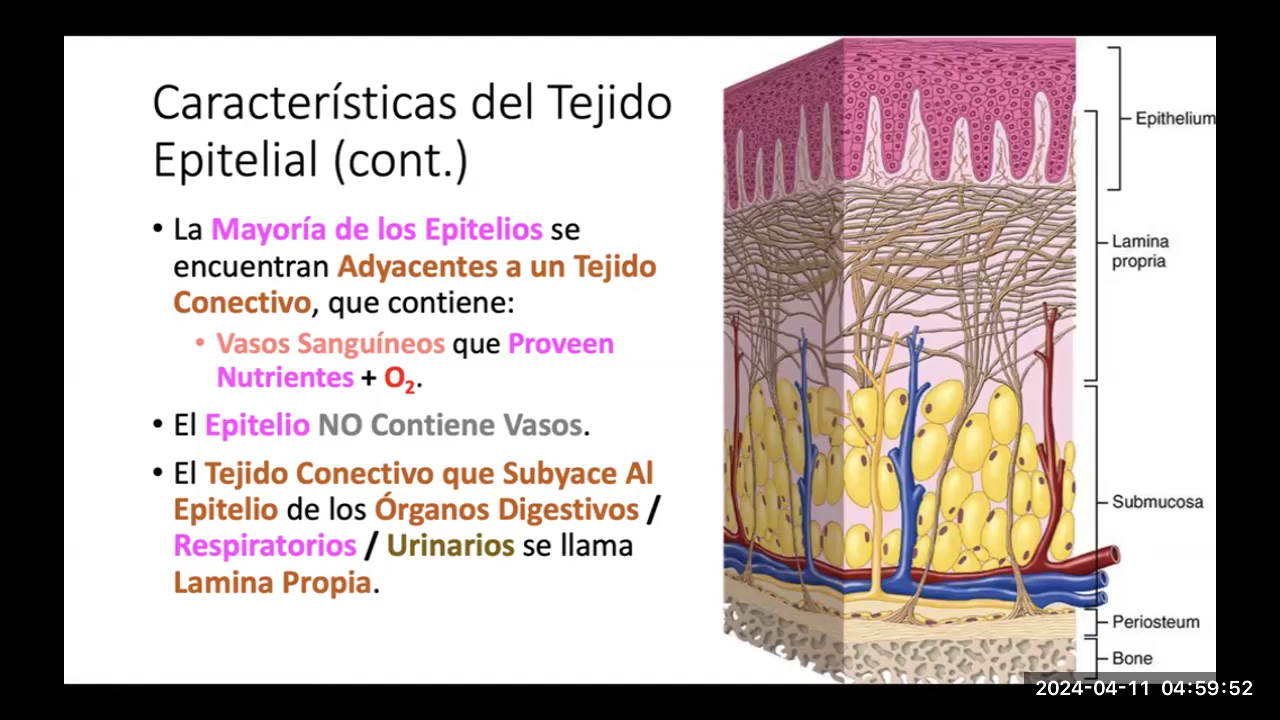 Características del Tejido
Epitelial (cont.)
• La Mayoría de los Epitelios se
encuentran Adyacentes a un Tejido
Conectivo, que contiene:
• Vasos Sanguíneos que Proveen
Nutrientes + O₂.
• El Epitelio NO Contiene Vasos.
• El Tejido Conectivo que Subyace Al
Epitelio de los Órganos Digestivos /
Respiratorios / Urinarios se llama
Lamina Propia.
Epithelium
Lamina
propria
Submucosa
Periosteum
Bone
2024-04-11 04:59:52